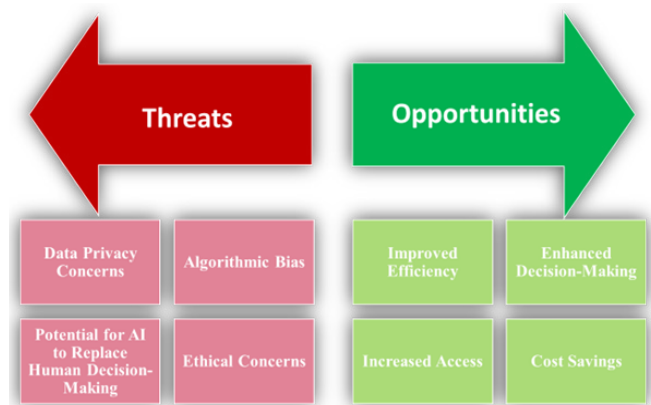 Threats
Opportunities
Data Privacy
Concerns
Algorithmic Bias
Improved
Efficiency
Enhanced
Decision-Making
Potential for AI
to Replace
Human Decision-
Making
Ethical Concerns
Increased Access
Cost Savings